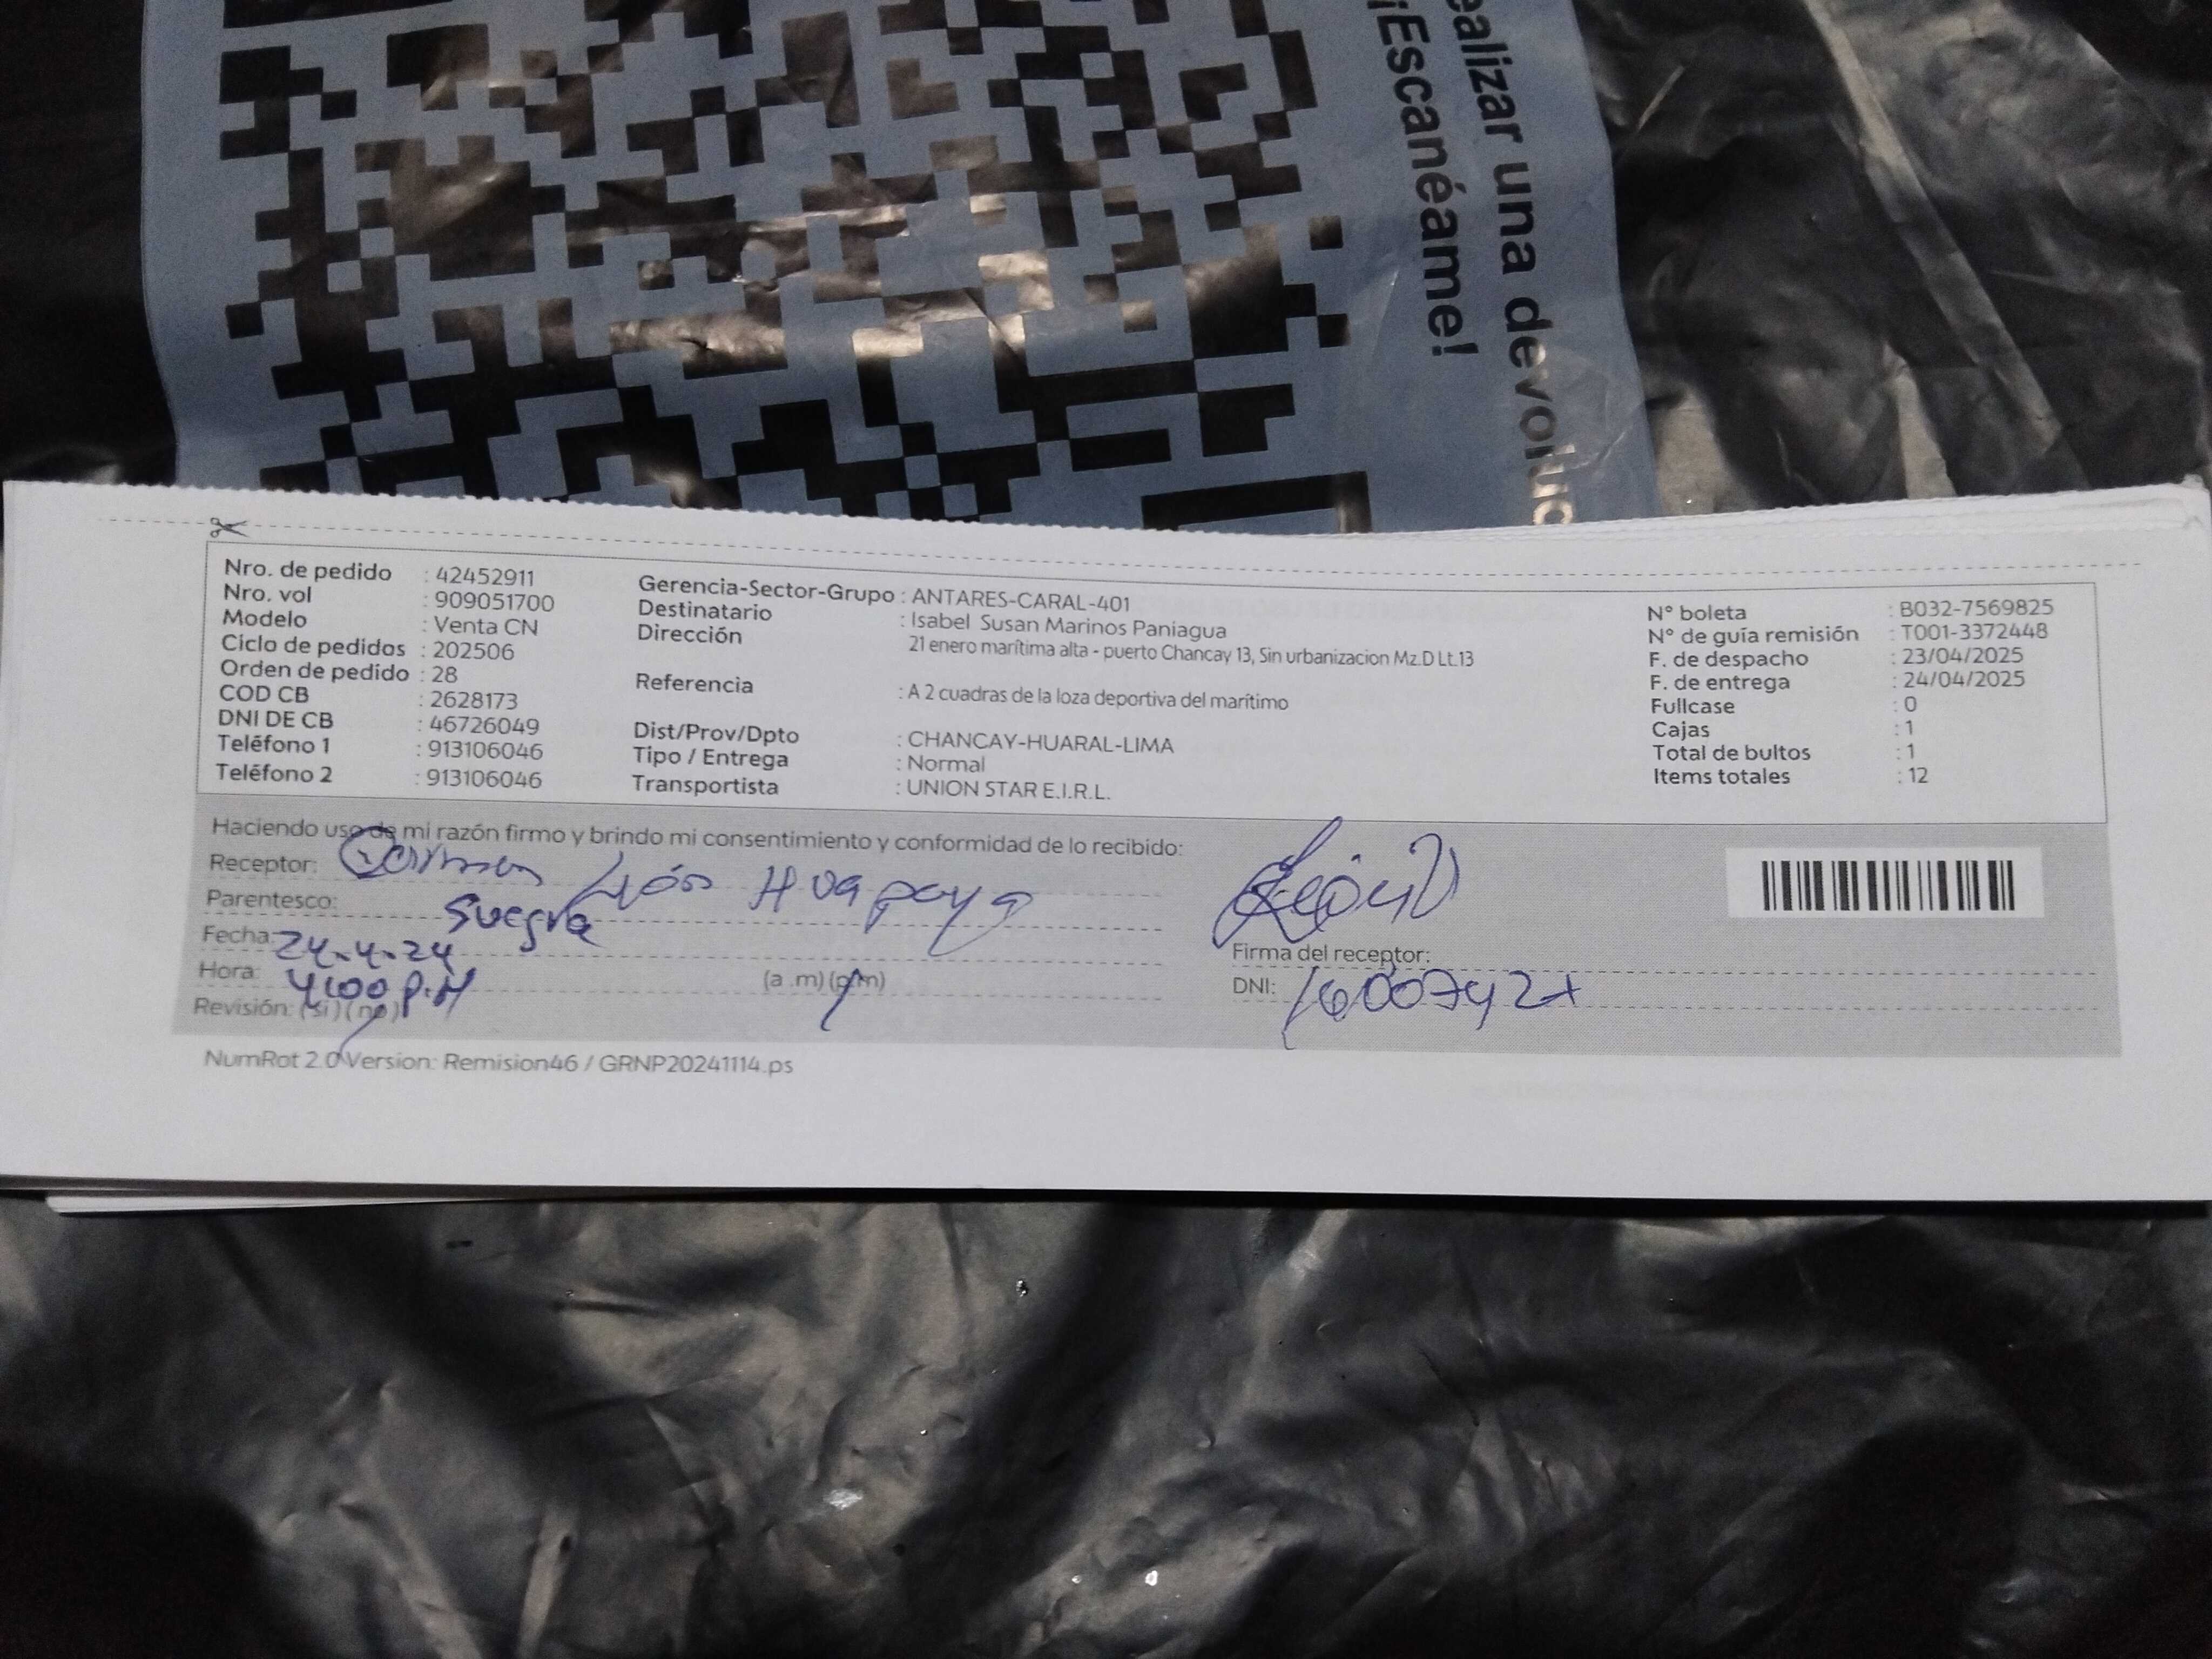 ealizar una devoluc
¡Escanéame!
Nro. de pedido : 42452911
Nro. vol : 909051700
Modelo : Venta CN
Ciclo de pedidos : 202506
Orden de pedido : 28
COD CB : 2628173
DNI DE CB : 46726049
Teléfono 1 : 913106046
Teléfono 2 : 913106046
Gerencia-Sector-Grupo : ANTARES-CARAL-401
Destinatario : Isabel Susan Marinos Paniagua
Dirección 21 enero marítima alta - puerto Chancay 13, Sin urbanizacion Mz.D Lt.13
Referencia : A 2 cuadras de la loza deportiva del marítimo
Dist/Prov/Dpto : CHANCAY-HUARAL-LIMA
Tipo / Entrega : Normal
Transportista : UNION STAR E.I.R.L.
N° boleta : B032-7569825
N° de guía remisión : T001-3372448
F. de despacho : 23/04/2025
F. de entrega : 24/04/2025
Fullcase : 0
Cajas : 1
Total de bultos : 1
Items totales : 12
Haciendo uso de mi razón firmo y brindo mi consentimiento y conformidad de lo recibido:
Receptor: León Huapaya
Parentesco: Suegra
Fecha: 24.4.24
Hora: 4:00 P.M (a .m) (p.m)
Revisión: (si) (no)
Firma del receptor:
DNI:
NumRot 2.0 Version: Remision46 / GRNP20241114.ps